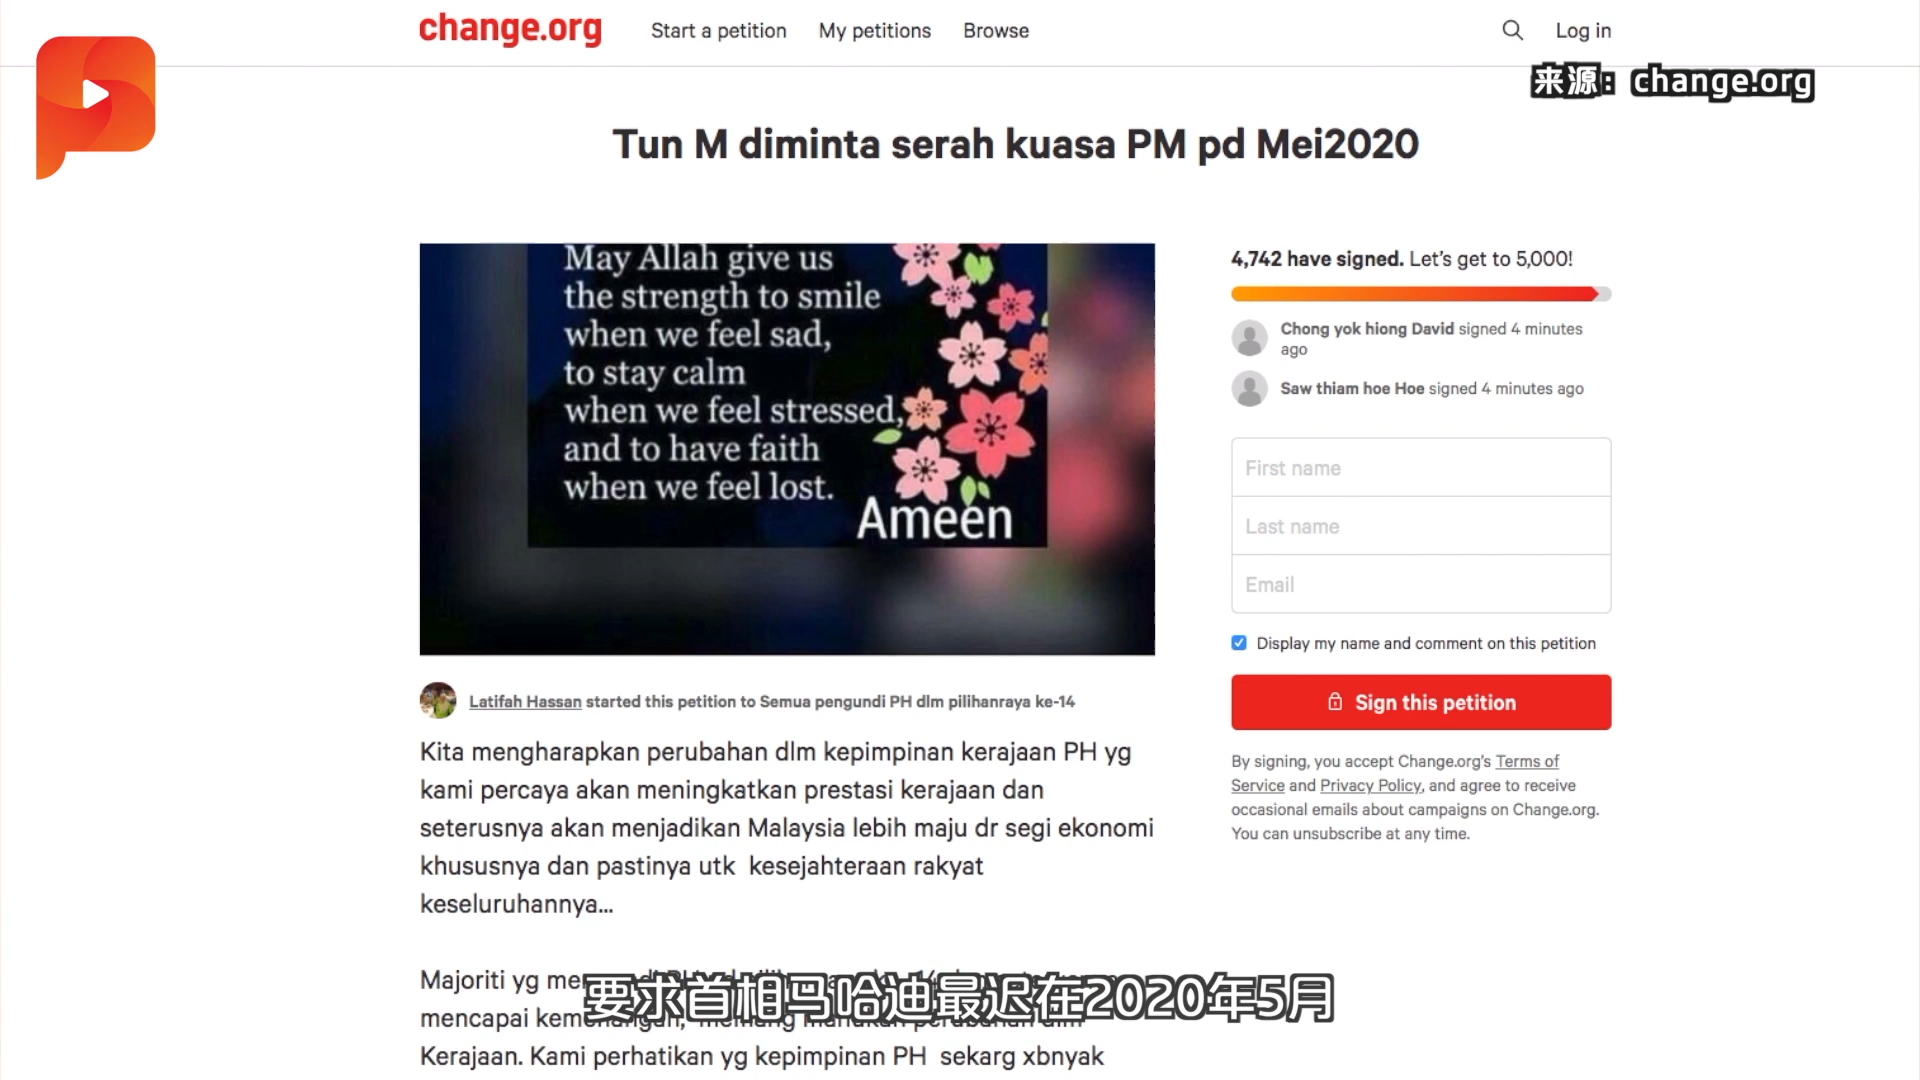 change.org
Start a petition
My petitions
Browse
Log in
来源：change.org
Tun M diminta serah kuasa PM pd Mei2020
May Allah give us
the strength to smile
when we feel sad,
to stay calm
when we feel stressed,
and to have faith
when we feel lost.
Ameen
4,742 have signed. Let's get to 5,000!
Chong yok hiong David signed 4 minutes
ago
Saw thiam hoe Hoe signed 4 minutes ago
First name
Last name
Email
Display my name and comment on this petition
Sign this petition
By signing, you accept Change.org's Terms of
Service and Privacy Policy, and agree to receive
occasional emails about campaigns on Change.org.
You can unsubscribe at any time.
Latifah Hassan started this petition to Semua pengundi PH dlm pilihanraya ke-14
Kita mengharapkan perubahan dlm kepimpinan kerajaan PH yg
kami percaya akan meningkatkan prestasi kerajaan dan
seterusnya akan menjadikan Malaysia lebih maju dr segi ekonomi
khususnya dan pastinya utk kesejahteraan rakyat
keseluruhannya...
Majoriti yg
要求首相马哈迪最迟在2020年5月
mencapai
Kerajaan. Kami perhatikan yg kepimpinan PH sekarg xbnyak